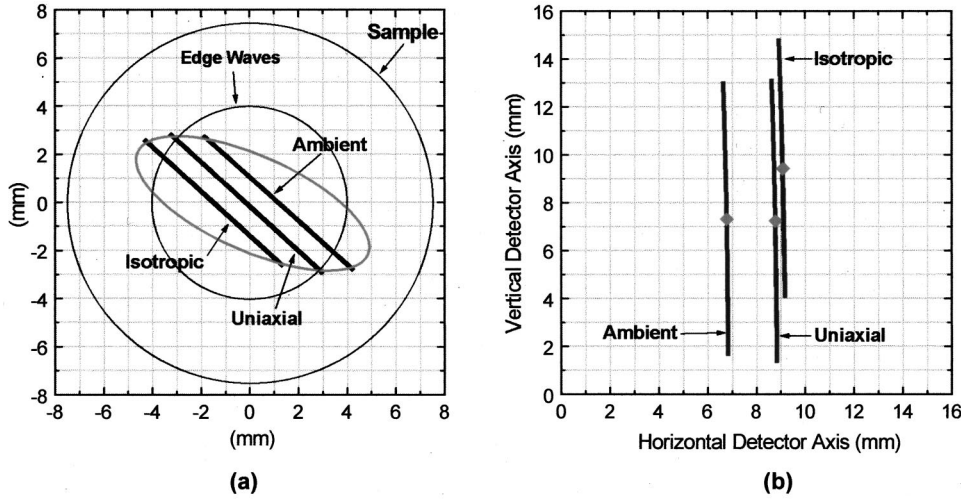 8
6
4
2
0
-2
-4
-6
-8
(mm)
Sample
Edge Waves
Ambient
Isotropic
Uniaxial
-8 -6 -4 -2 0 2 4 6 8
(mm)
(a)
16
14
12
10
8
6
4
2
0
Vertical Detector Axis (mm)
Isotropic
Ambient
Uniaxial
0 2 4 6 8 10 12 14 16
Horizontal Detector Axis (mm)
(b)